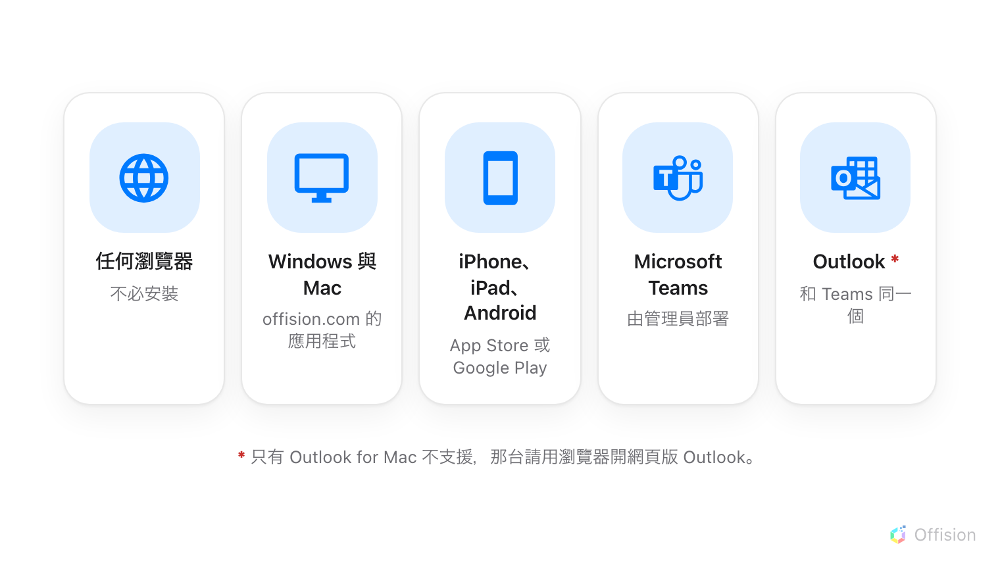 任何瀏覽器
不必安裝
Windows 與
Mac
offision.com 的
應用程式
iPhone、
iPad、
Android
App Store 或
Google Play
Microsoft
Teams
由管理員部署
Outlook *
和 Teams 同一
個
* 只有 Outlook for Mac 不支援，那台請用瀏覽器開網頁版 Outlook。
Offision